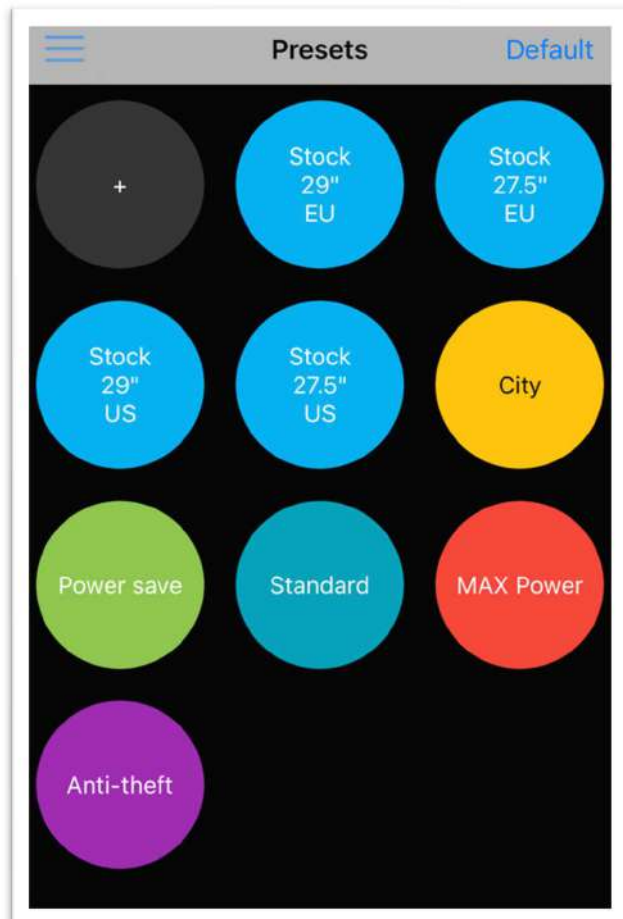 Presets
Default
+
Stock
29"
EU
Stock
27.5"
EU
Stock
29"
US
Stock
27.5"
US
City
Power save
Standard
MAX Power
Anti-theft